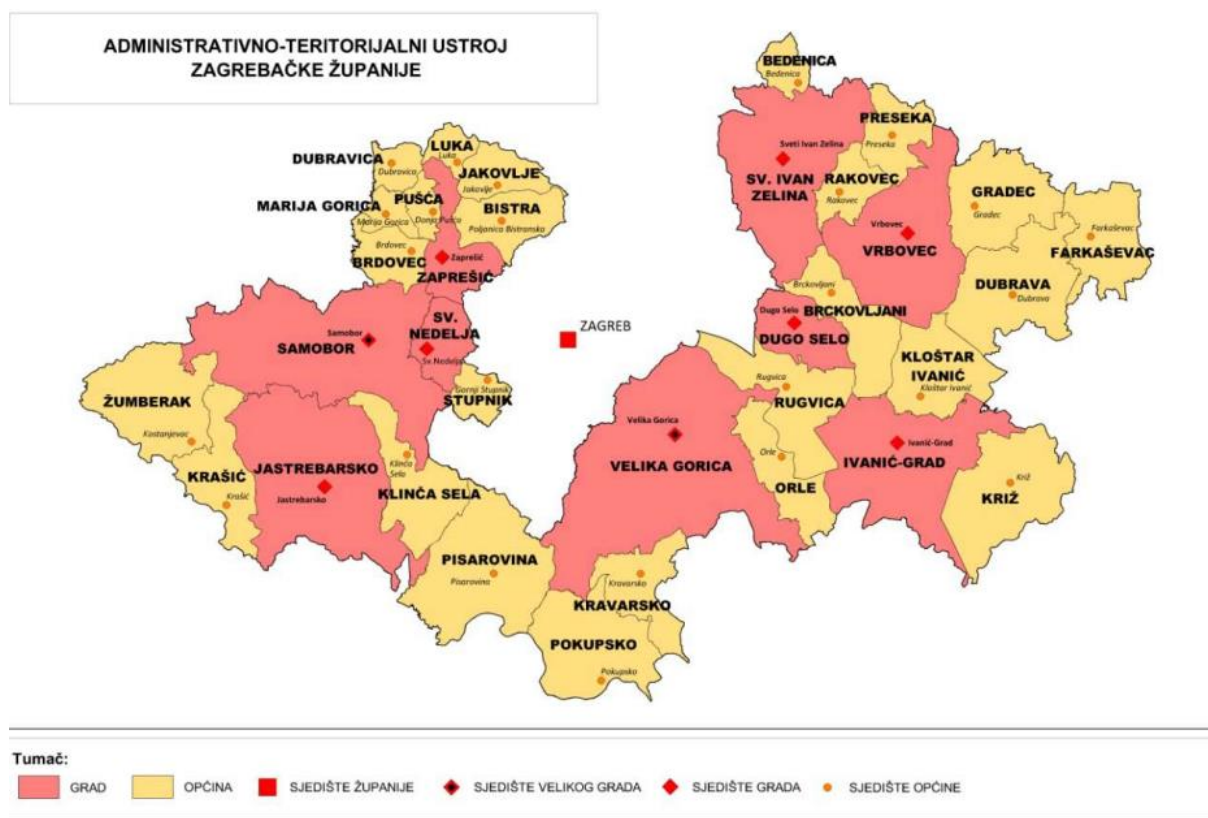 ADMINISTRATIVNO-TERITORIJALNI USTROJ
ZAGREBAČKE ŽUPANIJE
BEDENICA
Bedenica
PRESEKA
Preseka
Sveti Ivan Zelina
SV. IVAN
ZELINA
RAKOVEC
Rakovec
GRADEC
Gradec
Vrbovec
VRBOVEC
Farkaševac
FARKAŠEVAC
DUBRAVA
Dubrava
LUKA
Luka
DUBRAVICA
Dubravica
JAKOVLJE
Jakovlje
MARIJA GORICA
Marija Gorica
PUŠĆA
Donja Pušća
BISTRA
Poljanica Bistranska
Brdovec
BRDOVEC
Zaprešić
ZAPREŠIĆ
Brckovljani
BRCKOVLJANI
Dugo Selo
DUGO SELO
SV.
NEDELJA
Sv. Nedelja
Samobor
SAMOBOR
ZAGREB
KLOŠTAR
IVANIĆ
Kloštar Ivanić
Gornji Stupnik
STUPNIK
Rugvica
RUGVICA
ŽUMBERAK
Kostanjevac
Velika Gorica
VELIKA GORICA
Ivanić-Grad
IVANIĆ-GRAD
Orle
ORLE
KRAŠIĆ
Krašić
JASTREBARSKO
Jastrebarsko
Klinča
Sela
KLINČA SELA
Križ
KRIŽ
PISAROVINA
Pisarovina
Kravarsko
KRAVARSKO
POKUPSKO
Pokupsko
Tumač:
GRAD
OPĆINA
SJEDIŠTE ŽUPANIJE
SJEDIŠTE VELIKOG GRADA
SJEDIŠTE GRADA
SJEDIŠTE OPĆINE